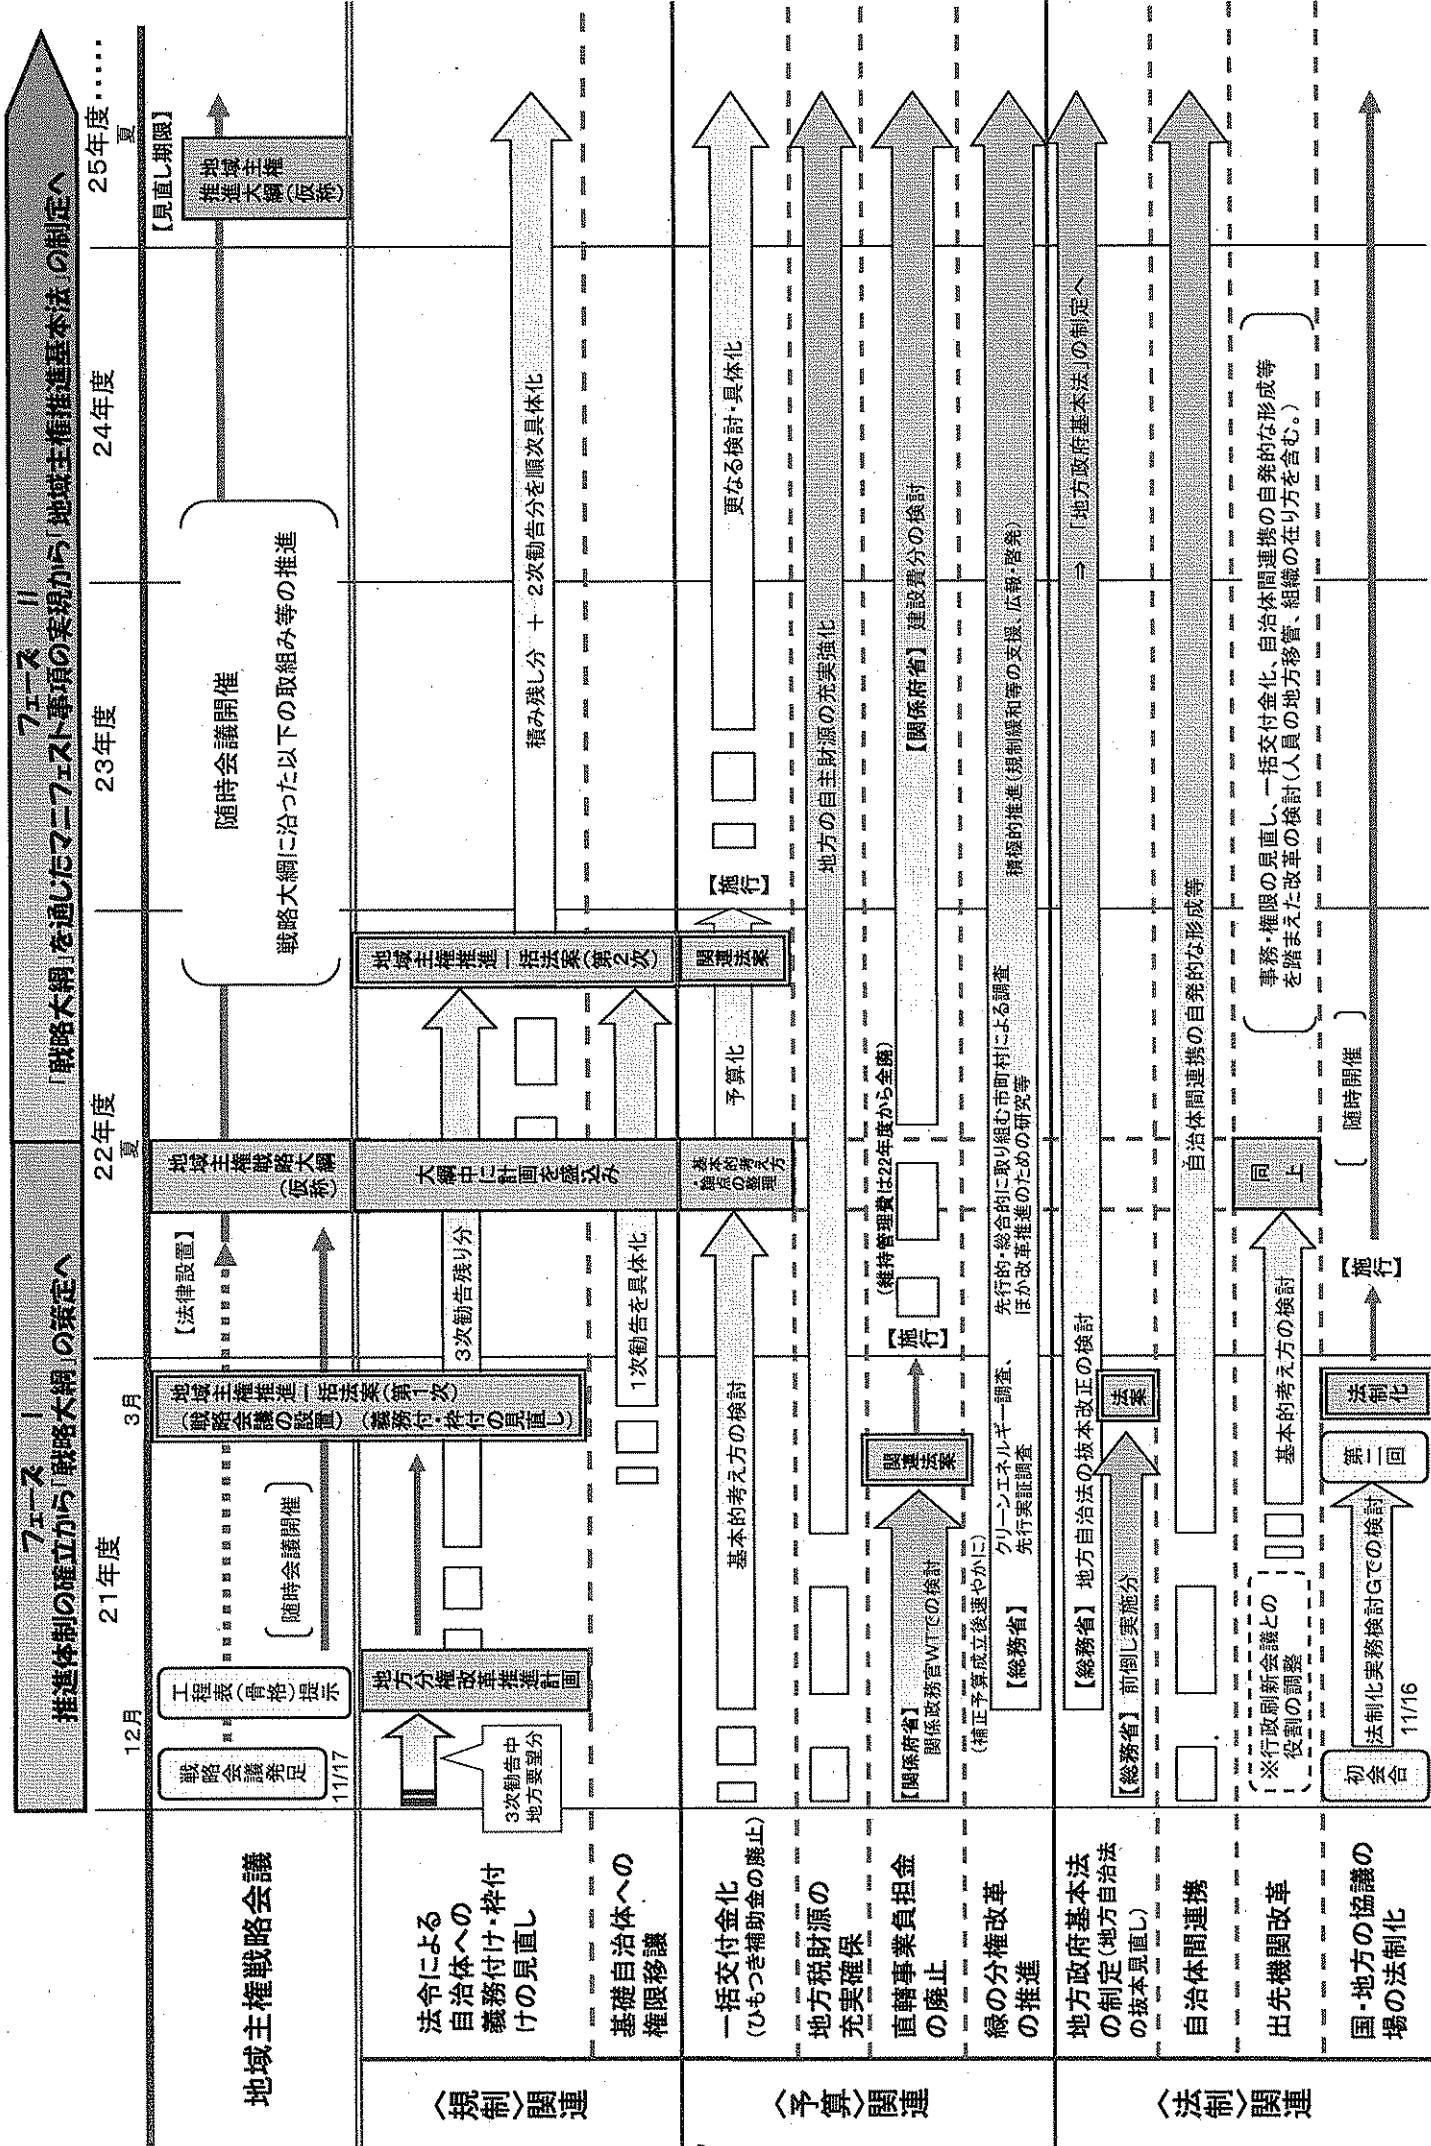 フェーズ Ⅰ
推進体制の確立から「戦略大綱」の策定へ
フェーズ Ⅱ
「戦略大綱」を通じたマニフェスト事項の実現から「地域主権推進基本法」の制定へ
21年度
22年度
23年度
24年度
25年度‥‥‥
12月
3月
夏
夏
地域主権戦略会議
戦略会議発足
11/17
工程表(骨格)提示
随時会議開催
地域主権推進一括法案(第1次)
(戦略会議の設置) (義務付・枠付の見直し)
【法律設置】
地域主権戦略大綱
(仮称)
随時会議開催
戦略大綱に沿った以下の取組み等の推進
【見直し期限】
地域主権
推進大綱(仮称)
〈規制〉関連
法令による
自治体への
義務付け・枠付
けの見直し
3次勧告中
地方要望分
地方分権改革推進計画
3次勧告残り分
大綱中に計画を盛込み
地域主権推進一括法案(第2次)
積み残し分 + 2次勧告分を順次具体化
基礎自治体への
権限移譲
1次勧告を具体化
〈予算〉関連
一括交付金化
(ひもつき補助金の廃止)
基本的考え方の検討
・基本的考え方
・論点の整理
予算化
関連法案
【施行】
更なる検討・具体化
地方税財源の
充実確保
地方の自主財源の充実強化
直轄事業負担金
の廃止
【関係府省】
関係政務官WTでの検討
関連法案
【施行】
(維持管理費は22年度から全廃)
【関係府省】 建設費分の検討
緑の分権改革
の推進
(補正予算成立後速やかに)
【総務省】
クリーンエネルギー調査、
先行実証調査
先行的・総合的に取り組む市町村による調査
ほか改革推進のための研究等
積極的推進(規制緩和等の支援、広報・啓発)
〈法制〉関連
地方政府基本法
の制定(地方自治法
の抜本見直し)
【総務省】 地方自治法の抜本改正の検討
⇒ 「地方政府基本法」の制定へ
【総務省】 前倒し実施分
法案
自治体間連携
自治体間連携の自発的な形成等
出先機関改革
※行政刷新会議との
役割の調整
基本的考え方の検討
同上
事務・権限の見直し、一括交付金化、自治体間連携の自発的な形成等
を踏まえた改革の検討(人員の地方移管、組織の在り方を含む。)
国・地方の協議の
場の法制化
初会合
11/16
法制化実務検討Gでの検討
第二回
法制化
【施行】
随時開催